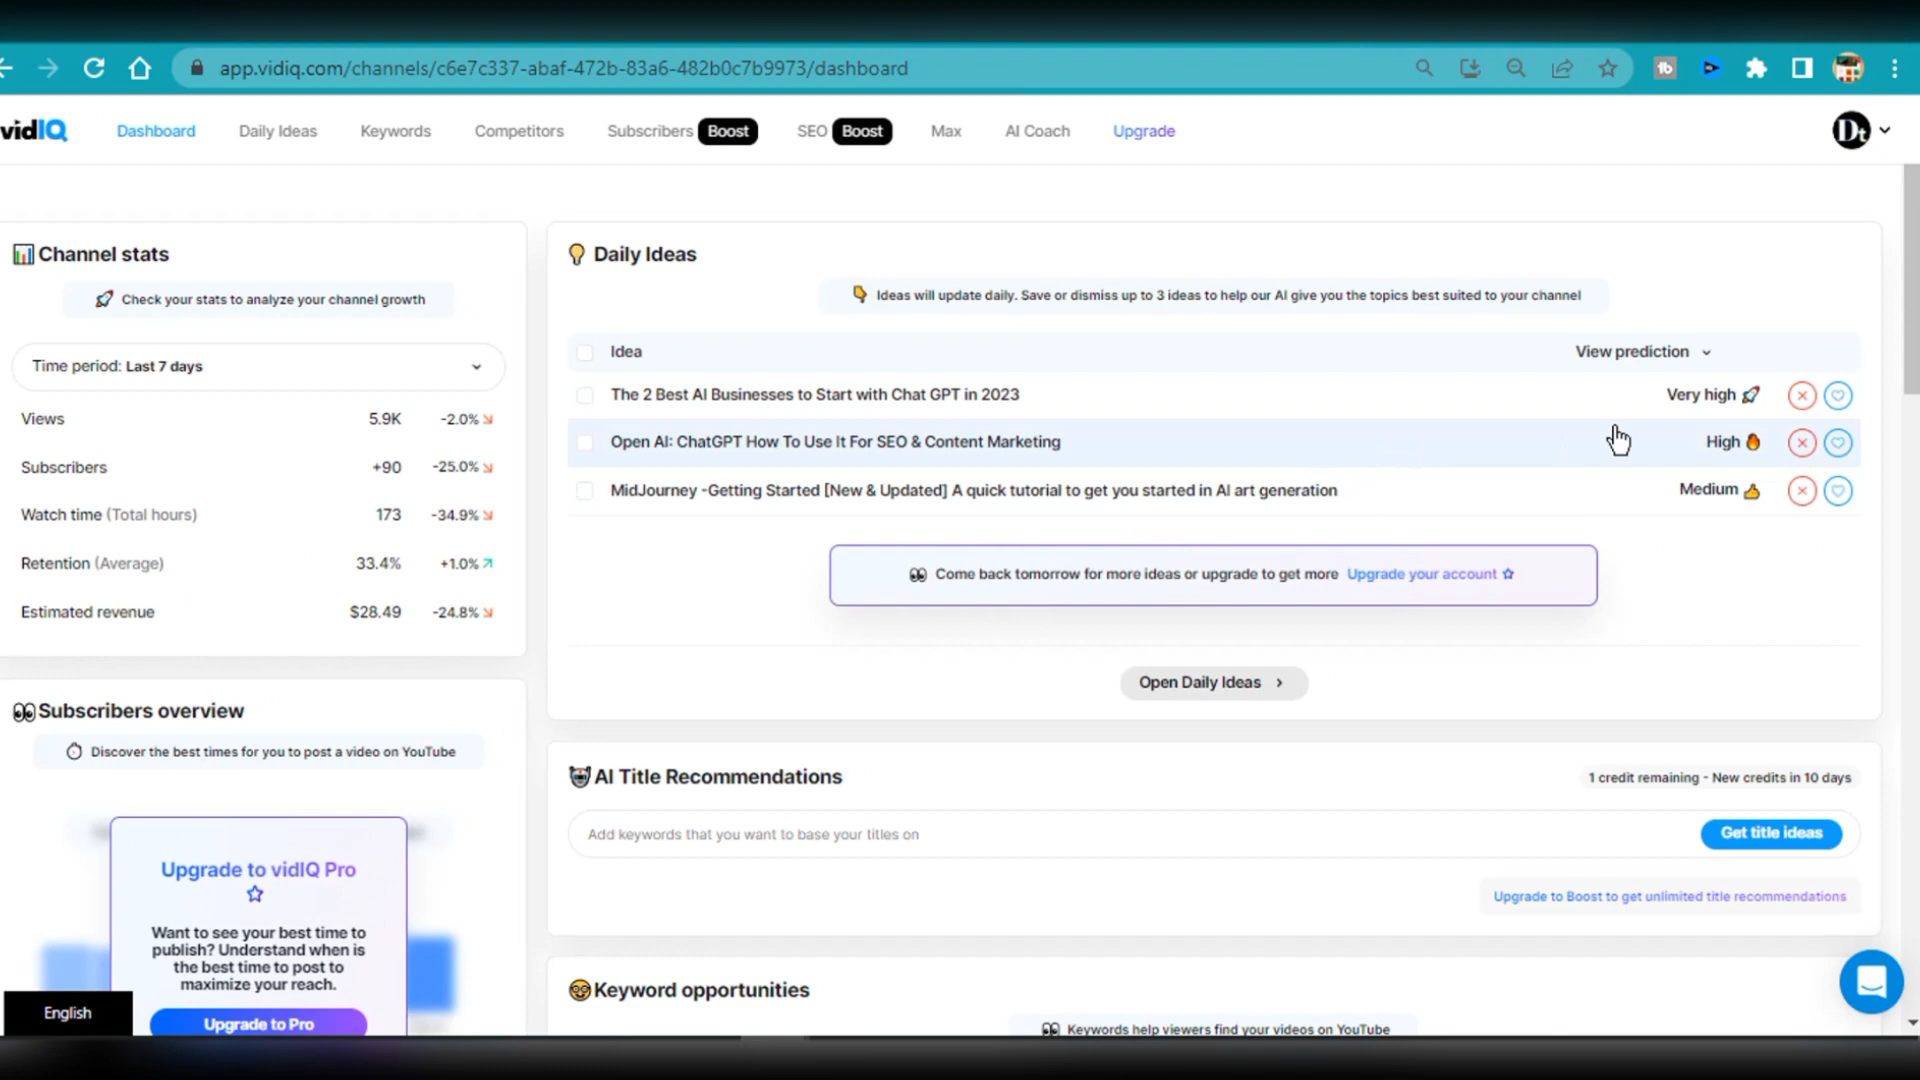 app.vidiq.com/channels/c6e7c337-abaf-472b-83a6-482b0c7b9973/dashboard
vidIQ
Dashboard
Daily Ideas
Keywords
Competitors
Subscribers Boost
SEO Boost
Max
AI Coach
Upgrade
Dt
Channel stats
Check your stats to analyze your channel growth
Time period: Last 7 days
Views 5.9K -2.0%
Subscribers +90 -25.0%
Watch time (Total hours) 173 -34.9%
Retention (Average) 33.4% +1.0%
Estimated revenue $28.49 -24.8%
Subscribers overview
Discover the best times for you to post a video on YouTube
Upgrade to vidIQ Pro
Want to see your best time to
publish? Understand when is
the best time to post to
maximize your reach.
Upgrade to Pro
English
Daily Ideas
Ideas will update daily. Save or dismiss up to 3 ideas to help our AI give you the topics best suited to your channel
Idea View prediction
The 2 Best AI Businesses to Start with Chat GPT in 2023 Very high
Open AI: ChatGPT How To Use It For SEO & Content Marketing High
MidJourney -Getting Started [New & Updated] A quick tutorial to get you started in AI art generation Medium
Come back tomorrow for more ideas or upgrade to get more Upgrade your account
Open Daily Ideas
AI Title Recommendations
1 credit remaining - New credits in 10 days
Add keywords that you want to base your titles on
Get title ideas
Upgrade to Boost to get unlimited title recommendations
Keyword opportunities
Keywords help viewers find your videos on YouTube